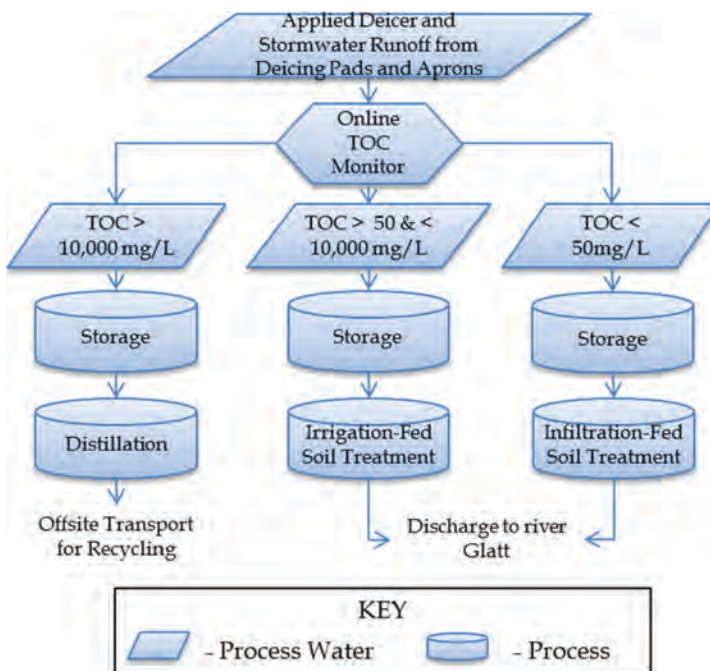 Applied Deicer and
Stormwater Runoff from
Deicing Pads and Aprons
Online
TOC
Monitor
TOC >
10,000 mg/L
TOC > 50 & <
10,000 mg/L
TOC <
50mg/L
Storage
Storage
Storage
Distillation
Irrigation-Fed
Soil Treatment
Infiltration-Fed
Soil Treatment
Offsite Transport
for Recycling
Discharge to river
Glatt
KEY
- Process Water
- Process